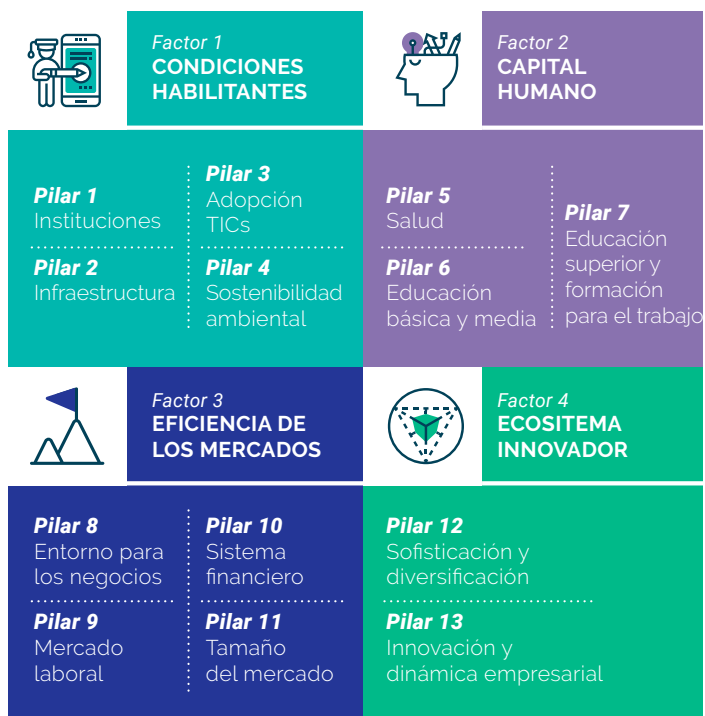 Factor 1
CONDICIONES
HABILITANTES
Pilar 1
Instituciones
Pilar 2
Infraestructura
Pilar 3
Adopción
TICs
Pilar 4
Sostenibilidad
ambiental
Factor 2
CAPITAL
HUMANO
Pilar 5
Salud
Pilar 6
Educación
básica y media
Pilar 7
Educación
superior y
formación
para el trabajo
Factor 3
EFICIENCIA DE
LOS MERCADOS
Pilar 8
Entorno para
los negocios
Pilar 9
Mercado
laboral
Pilar 10
Sistema
financiero
Pilar 11
Tamaño
del mercado
Factor 4
ECOSITEMA
INNOVADOR
Pilar 12
Sofisticación y
diversificación
Pilar 13
Innovación y
dinámica empresarial